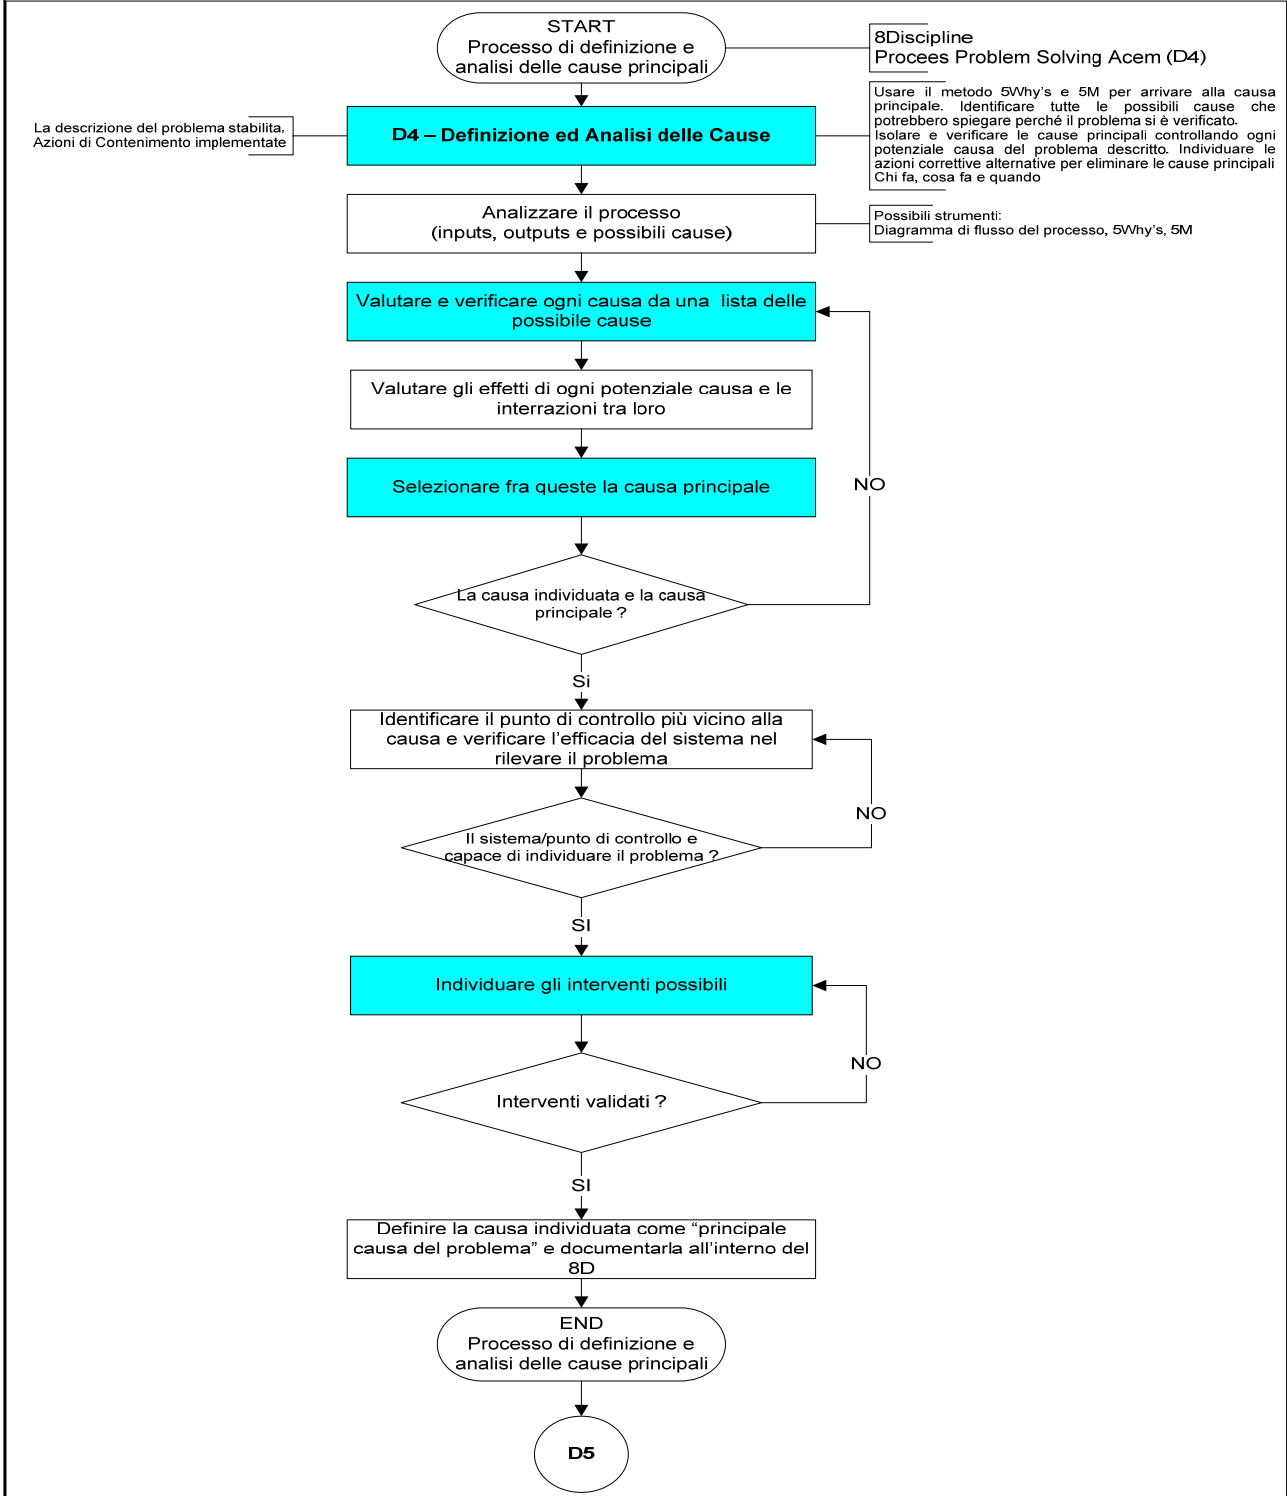 START
Processo di definizione e
analisi delle cause principali
8Discipline
Procees Problem Solving Acem (D4)
La descrizione del problema stabilita,
Azioni di Contenimento implementate
D4 – Definizione ed Analisi delle Cause
Usare il metodo 5Why's e 5M per arrivare alla causa
principale. Identificare tutte le possibili cause che
potrebbero spiegare perché il problema si è verificato.
Isolare e verificare le cause principali controllando ogni
potenziale causa del problema descritto. Individuare le
azioni correttive alternative per eliminare le cause principali
Chi fa, cosa fa e quando
Analizzare il processo
(inputs, outputs e possibili cause)
Possibili strumenti:
Diagramma di flusso del processo, 5Why's, 5M
Valutare e verificare ogni causa da una lista delle
possibile cause
Valutare gli effetti di ogni potenziale causa e le
interrazioni tra loro
Selezionare fra queste la causa principale
NO
La causa individuata e la causa
principale ?
Si
Identificare il punto di controllo più vicino alla
causa e verificare l'efficacia del sistema nel
rilevare il problema
NO
Il sistema/punto di controllo e
capace di individuare il problema ?
SI
Individuare gli interventi possibili
NO
Interventi validati ?
SI
Definire la causa individuata come “principale
causa del problema” e documentarla all'interno del
8D
END
Processo di definizione e
analisi delle cause principali
D5